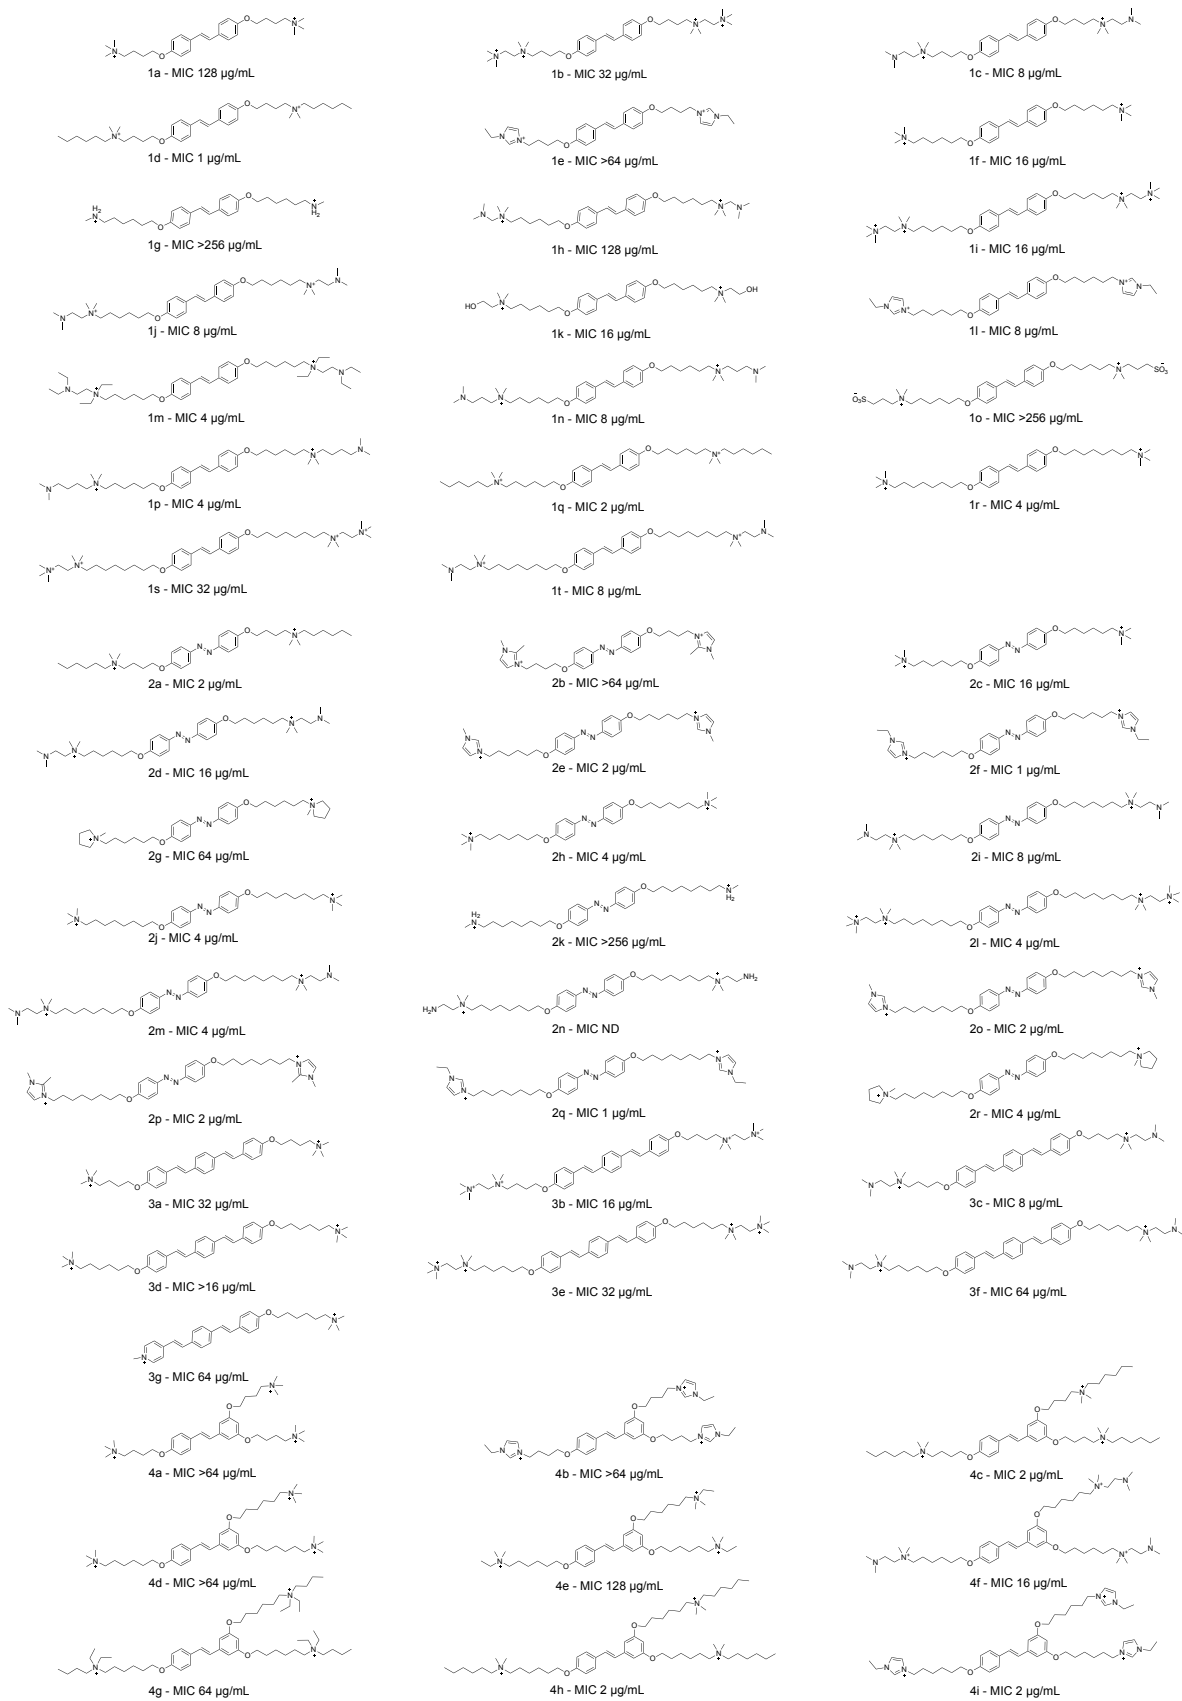 1a - MIC 128 µg/mL
1b - MIC 32 µg/mL
1c - MIC 8 µg/mL
1d - MIC 1 µg/mL
1e - MIC >64 µg/mL
1f - MIC 16 µg/mL
1g - MIC >256 µg/mL
1h - MIC 128 µg/mL
1i - MIC 16 µg/mL
1j - MIC 8 µg/mL
1k - MIC 16 µg/mL
1l - MIC 8 µg/mL
1m - MIC 4 µg/mL
1n - MIC 8 µg/mL
1o - MIC >256 µg/mL
1p - MIC 4 µg/mL
1q - MIC 2 µg/mL
1r - MIC 4 µg/mL
1s - MIC 32 µg/mL
1t - MIC 8 µg/mL
2a - MIC 2 µg/mL
2b - MIC >64 µg/mL
2c - MIC 16 µg/mL
2d - MIC 16 µg/mL
2e - MIC 2 µg/mL
2f - MIC 1 µg/mL
2g - MIC 64 µg/mL
2h - MIC 4 µg/mL
2i - MIC 8 µg/mL
2j - MIC 4 µg/mL
2k - MIC >256 µg/mL
2l - MIC 4 µg/mL
2m - MIC 4 µg/mL
2n - MIC ND
2o - MIC 2 µg/mL
2p - MIC 2 µg/mL
2q - MIC 1 µg/mL
2r - MIC 4 µg/mL
3a - MIC 32 µg/mL
3b - MIC 16 µg/mL
3c - MIC 8 µg/mL
3d - MIC >16 µg/mL
3e - MIC 32 µg/mL
3f - MIC 64 µg/mL
3g - MIC 64 µg/mL
4a - MIC >64 µg/mL
4b - MIC >64 µg/mL
4c - MIC 2 µg/mL
4d - MIC >64 µg/mL
4e - MIC 128 µg/mL
4f - MIC 16 µg/mL
4g - MIC 64 µg/mL
4h - MIC 2 µg/mL
4i - MIC 2 µg/mL